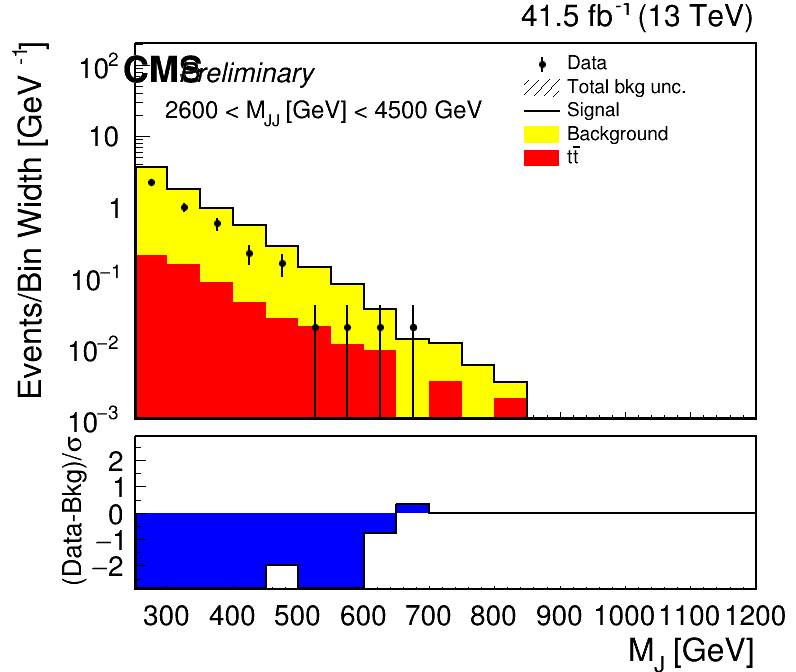 41.5 fb⁻¹ (13 TeV)
CMS Preliminary
2600 < M_JJ [GeV] < 4500 GeV
Data
Total bkg unc.
Signal
Background
tt̄
Events/Bin Width [GeV⁻¹]
10²
10
1
10⁻¹
10⁻²
10⁻³
(Data-Bkg)/σ
2
1
0
−1
−2
300 400 500 600 700 800 900 1000 1100 1200
M_J [GeV]